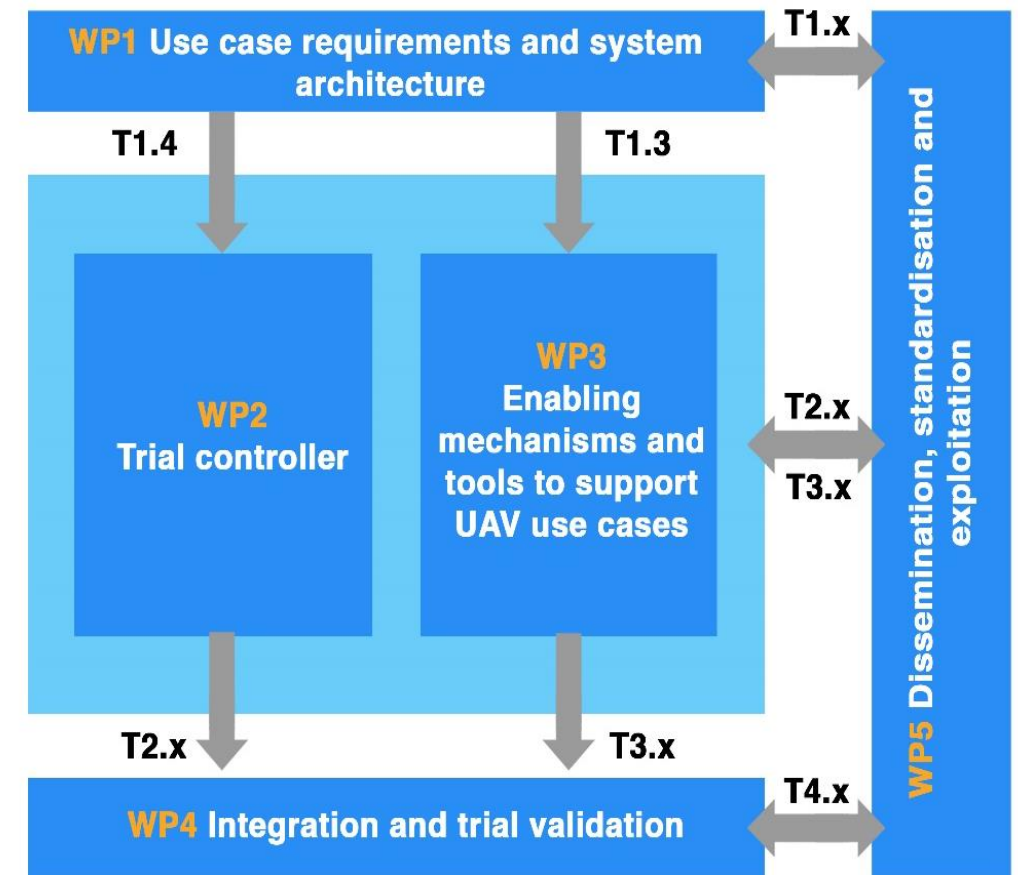 WP1 Use case requirements and system
architecture
T1.x
T1.4
T1.3
WP2
Trial controller
WP3
Enabling
mechanisms and
tools to support
UAV use cases
T2.x
T3.x
WP5 Dissemination, standardisation and
exploitation
T2.x
T3.x
WP4 Integration and trial validation
T4.x